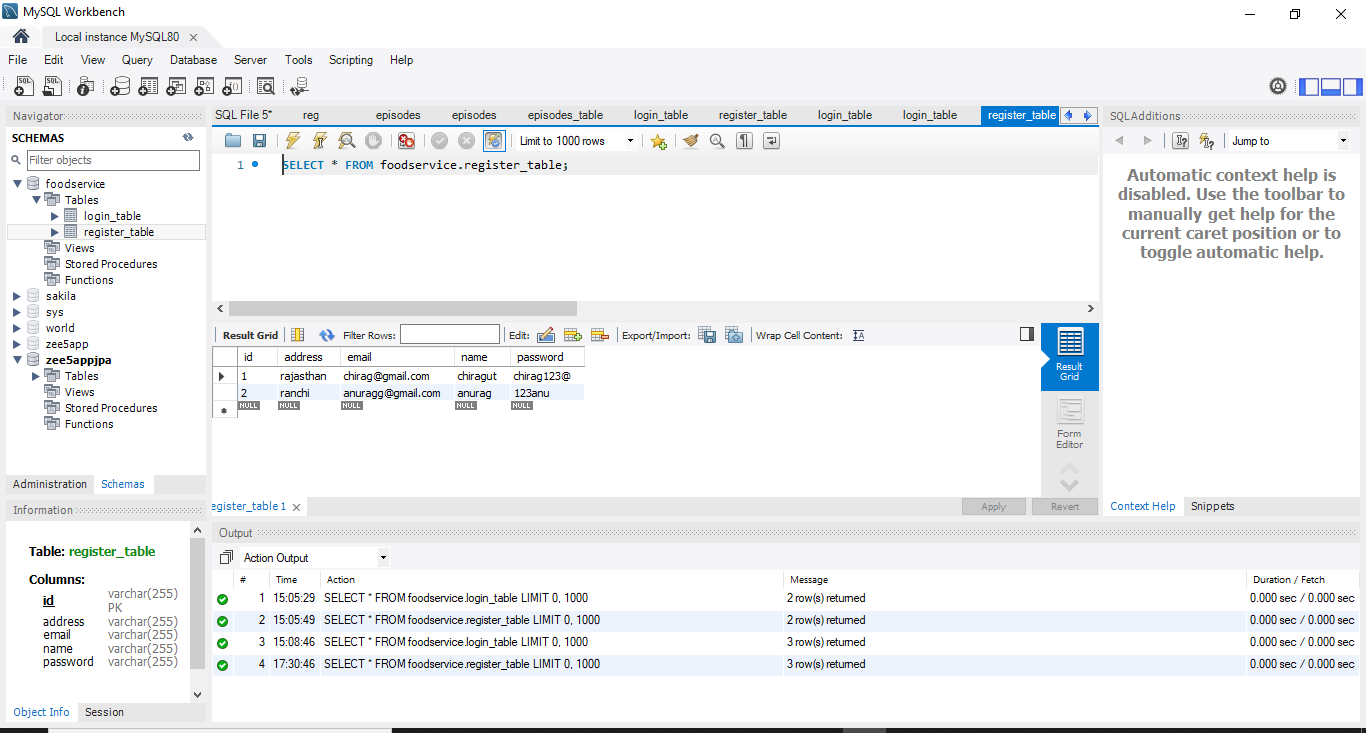 MySQL Workbench
Local instance MySQL80
File Edit View Query Database Server Tools Scripting Help
Navigator
SCHEMAS
Filter objects
foodservice
Tables
login_table
register_table
Views
Stored Procedures
Functions
sakila
sys
world
zee5app
zee5appjpa
Tables
Views
Stored Procedures
Functions
Administration Schemas
Information
Table: register_table
Columns:
id varchar(255) PK
address varchar(255)
email varchar(255)
name varchar(255)
password varchar(255)
Object Info Session
SQL File 5* reg episodes episodes episodes_table login_table register_table login_table login_table register_table
Limit to 1000 rows
1 SELECT * FROM foodservice.register_table;
Result Grid Filter Rows: Edit: Export/Import: Wrap Cell Content:
id address email name password
1 rajasthan chirag@gmail.com chiragut chirag123@
2 ranchi anuragg@gmail.com anurag 123anu
NULL NULL NULL NULL NULL
Result Grid
Form Editor
egister_table 1
Apply Revert
SQLAdditions
Jump to
Automatic context help is
disabled. Use the toolbar to
manually get help for the
current caret position or to
toggle automatic help.
Context Help Snippets
Output
Action Output
# Time Action Message Duration / Fetch
1 15:05:29 SELECT * FROM foodservice.login_table LIMIT 0, 1000 2 row(s) returned 0.000 sec / 0.000 sec
2 15:05:49 SELECT * FROM foodservice.register_table LIMIT 0, 1000 2 row(s) returned 0.000 sec / 0.000 sec
3 15:08:46 SELECT * FROM foodservice.login_table LIMIT 0, 1000 3 row(s) returned 0.000 sec / 0.000 sec
4 17:30:46 SELECT * FROM foodservice.register_table LIMIT 0, 1000 3 row(s) returned 0.000 sec / 0.000 sec